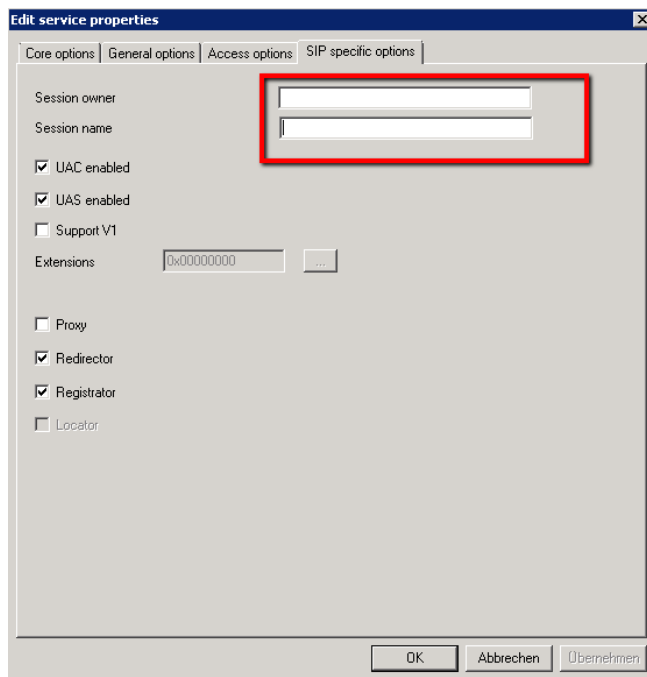 Edit service properties
Core options General options Access options SIP specific options
Session owner
Session name
UAC enabled
UAS enabled
Support V1
Extensions 0x00000000 ...
Proxy
Redirector
Registrator
Locator
OK Abbrechen Übernehmen